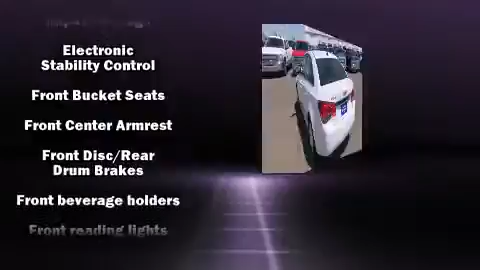 Electronic
Stability Control
Front Bucket Seats
Front Center Armrest
Front Disc/Rear
Drum Brakes
Front beverage holders
Front reading lights